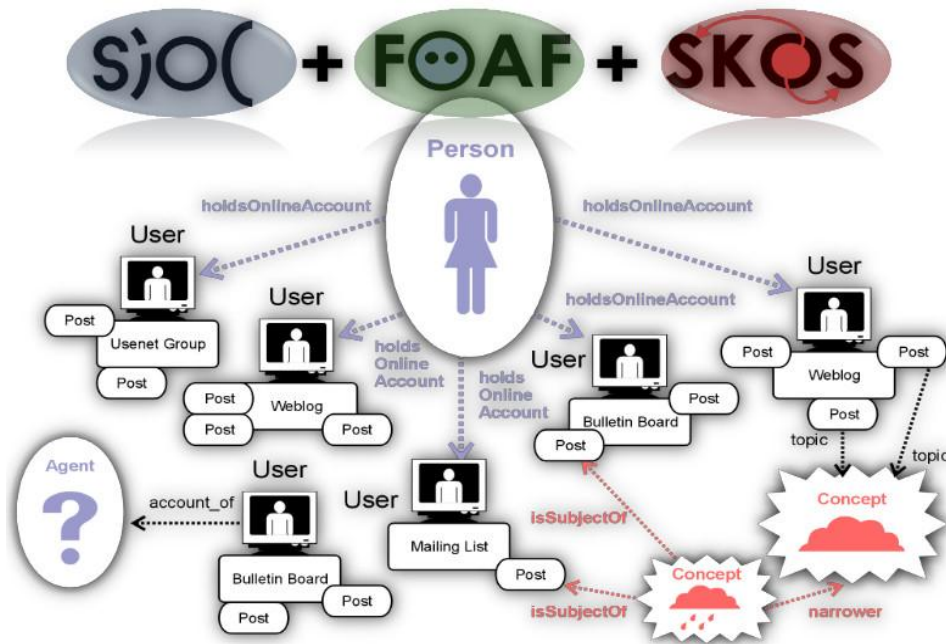 SiOC + FOAF + SKOS
Person
holdsOnlineAccount
holdsOnlineAccount
User
User
Post
Usenet Group
Post
User
holds
Online
Account
Post
Weblog
Post
Post
holds
Online
Account
holdsOnlineAccount
User
Post
Bulletin Board
Post
Post
Post
Weblog
Post
topic
topic
Agent
?
account_of
User
Bulletin Board
Post
Post
User
Mailing List
Post
isSubjectOf
isSubjectOf
Concept
narrower
Concept